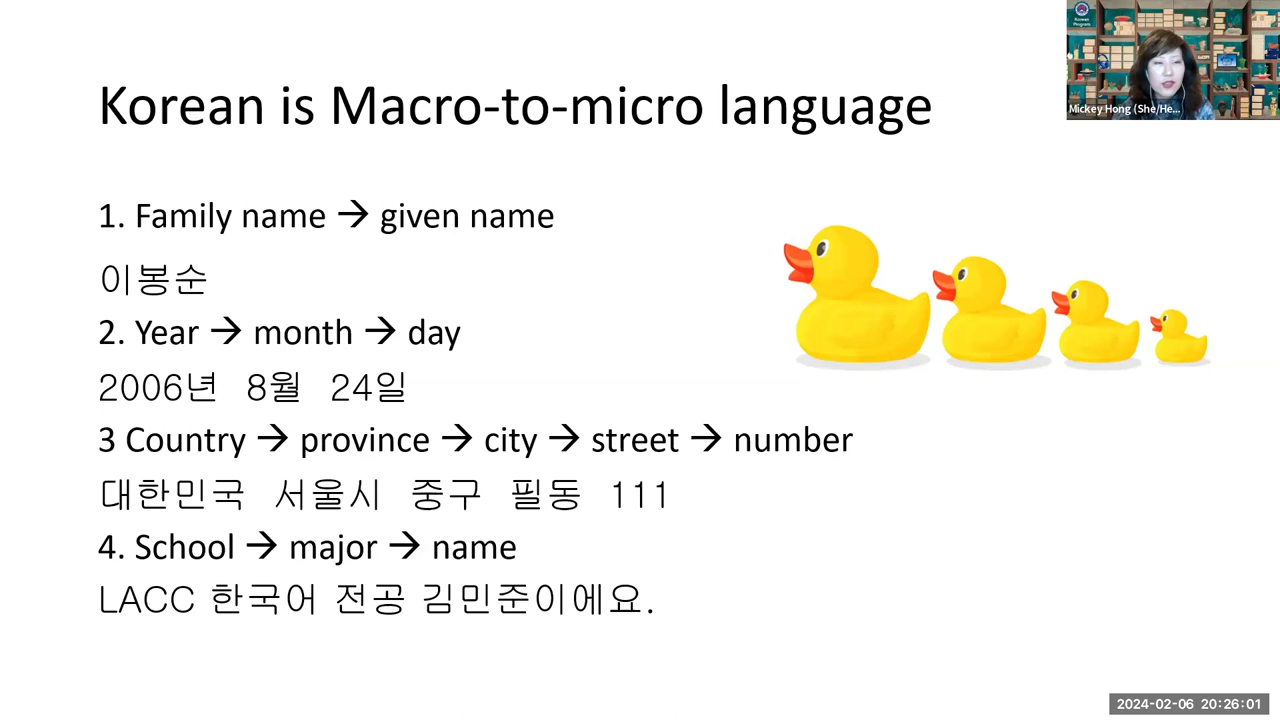 Korean Program
Mickey Hong (She/He...
Korean is Macro-to-micro language
1. Family name → given name
이봉순
2. Year → month → day
2006년 8월 24일
3 Country → province → city → street → number
대한민국 서울시 중구 필동 111
4. School → major → name
LACC 한국어 전공 김민준이에요.
2024-02-06 20:26:01